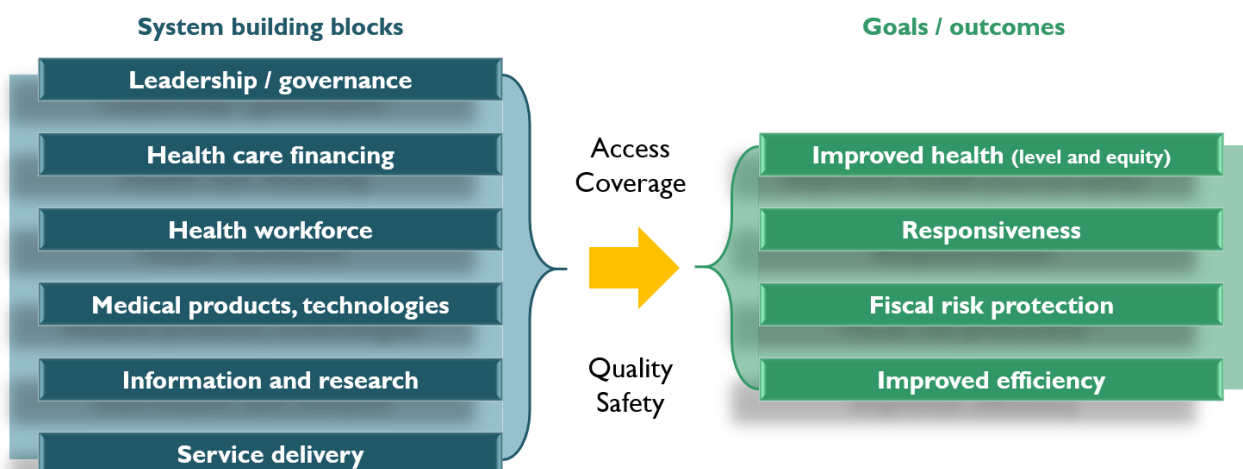 System building blocks
Leadership / governance
Health care financing
Health workforce
Medical products, technologies
Information and research
Service delivery
Access
Coverage
Quality
Safety
Goals / outcomes
Improved health (level and equity)
Responsiveness
Fiscal risk protection
Improved efficiency